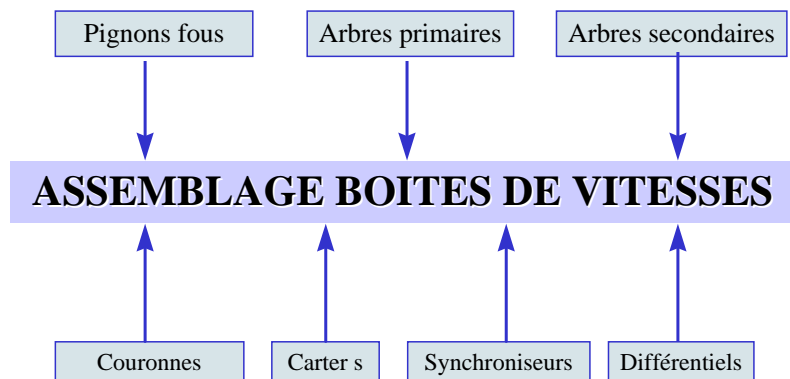 Pignons fous
Arbres primaires
Arbres secondaires
ASSEMBLAGE BOITES DE VITESSES
Couronnes
Carter s
Synchroniseurs
Différentiels